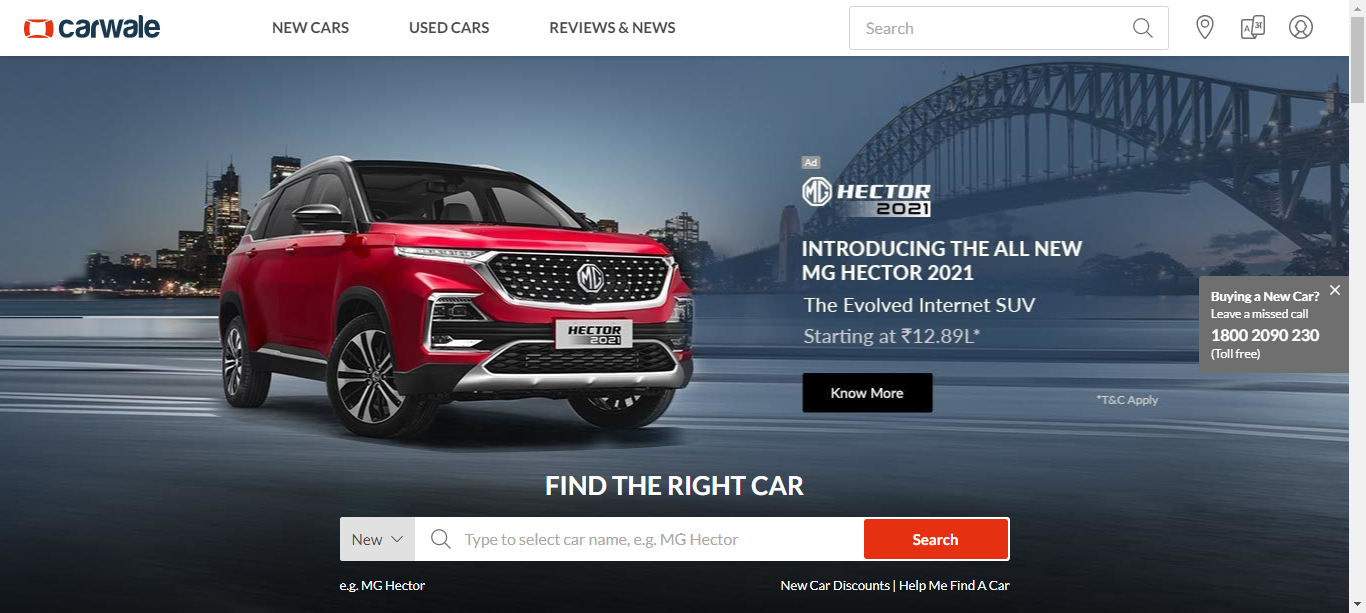 carwale
NEW CARS
USED CARS
REVIEWS & NEWS
Search
Ad
MG HECTOR
2021
INTRODUCING THE ALL NEW
MG HECTOR 2021
The Evolved Internet SUV
Starting at ₹12.89L*
Know More
*T&C Apply
MG
HECTOR
2021
Buying a New Car?
Leave a missed call
1800 2090 230
(Toll free)
FIND THE RIGHT CAR
New
Type to select car name, e.g. MG Hector
Search
e.g. MG Hector
New Car Discounts | Help Me Find A Car